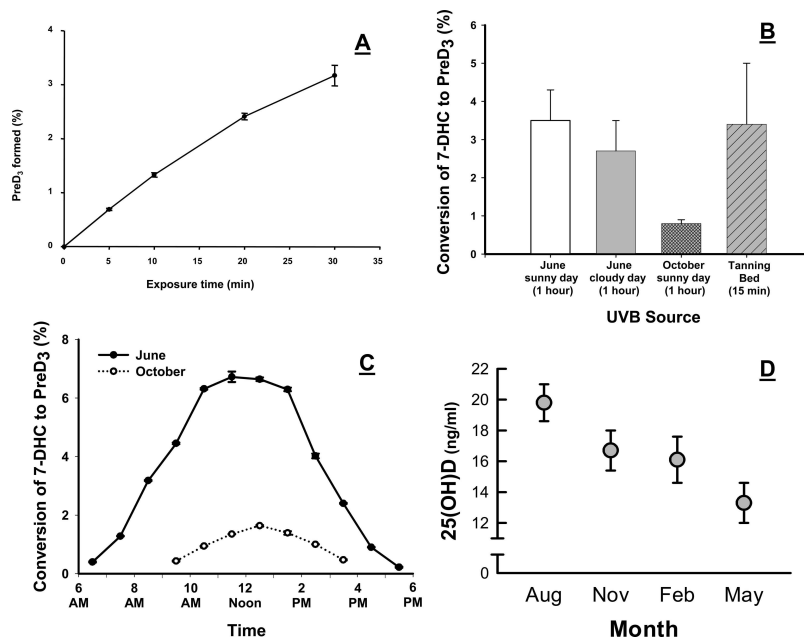 A
PreD3 formed (%)
4
3
2
1
0
0 5 10 15 20 25 30 35
Exposure time (min)
B
Conversion of 7-DHC to PreD3 (%)
6
5
4
3
2
1
0
June
sunny day
(1 hour)
June
cloudy day
(1 hour)
October
sunny day
(1 hour)
Tanning
Bed
(15 min)
UVB Source
C
June
October
Conversion of 7-DHC to PreD3 (%)
8
6
4
2
0
6 8 10 12 2 4 6
AM AM AM Noon PM PM PM
Time
D
25(OH)D (ng/ml)
22
20
18
16
14
12
0
Aug Nov Feb May
Month